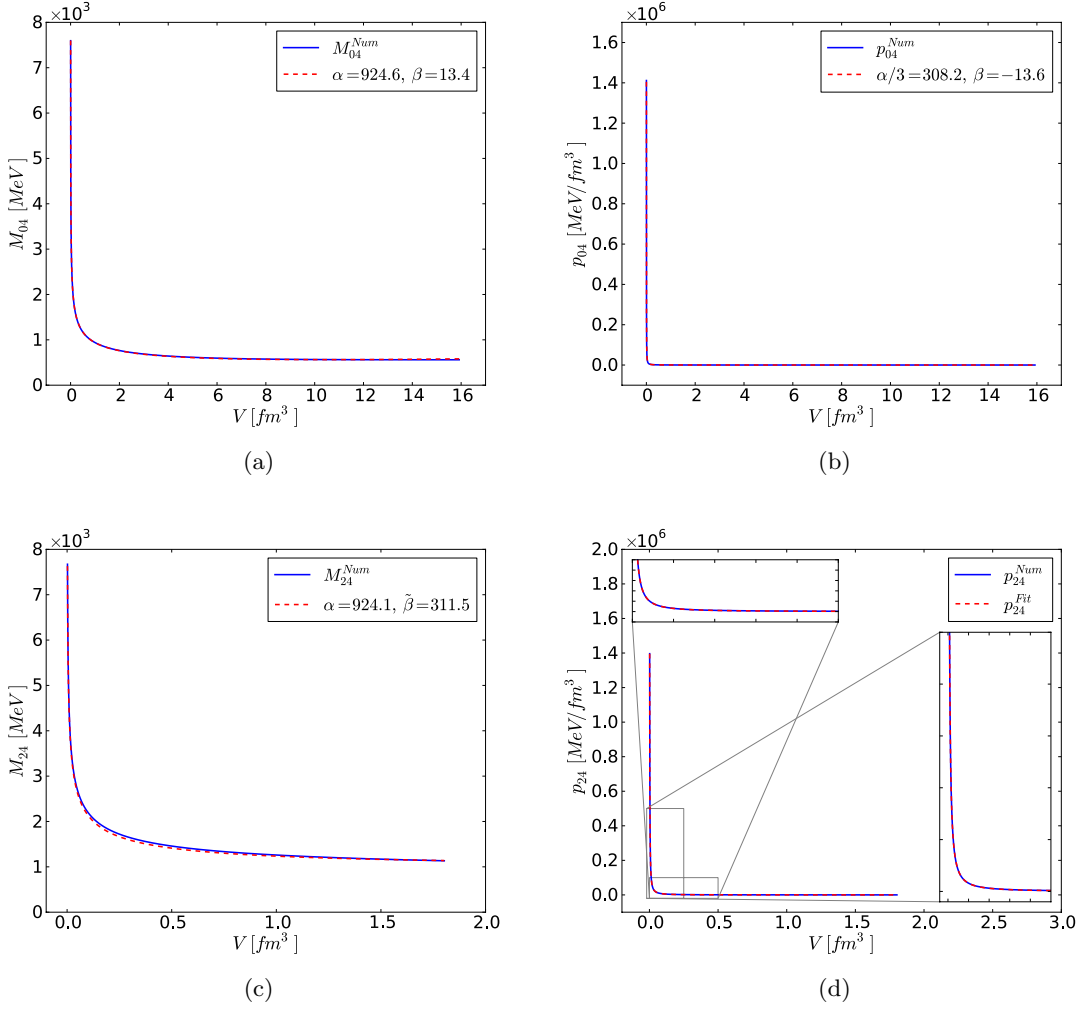 ×10³
8
7
6
5
4
3
2
1
0
M₀₄ [MeV]
0 2 4 6 8 10 12 14 16
V [fm³ ]
M₀₄^Num
α=924.6, β=13.4
(a)
×10⁶
1.6
1.4
1.2
1.0
0.8
0.6
0.4
0.2
0.0
p₀₄ [MeV/fm³ ]
0 2 4 6 8 10 12 14 16
V [fm³ ]
p₀₄^Num
α/3=308.2, β=−13.6
(b)
×10³
8
7
6
5
4
3
2
1
0
M₂₄ [MeV]
0.0 0.5 1.0 1.5 2.0
V [fm³ ]
M₂₄^Num
α=924.1, β̃=311.5
(c)
×10⁶
2.0
1.8
1.6
1.4
1.2
1.0
0.8
0.6
0.4
0.2
0.0
p₂₄ [MeV/fm³ ]
0.0 0.5 1.0 1.5 2.0 2.5 3.0
V [fm³ ]
p₂₄^Num
p₂₄^Fit
(d)